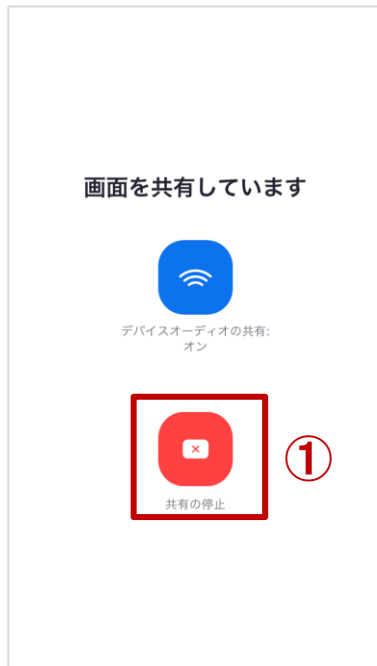 画面を共有しています
デバイスオーディオの共有:
オン
共有の停止
①